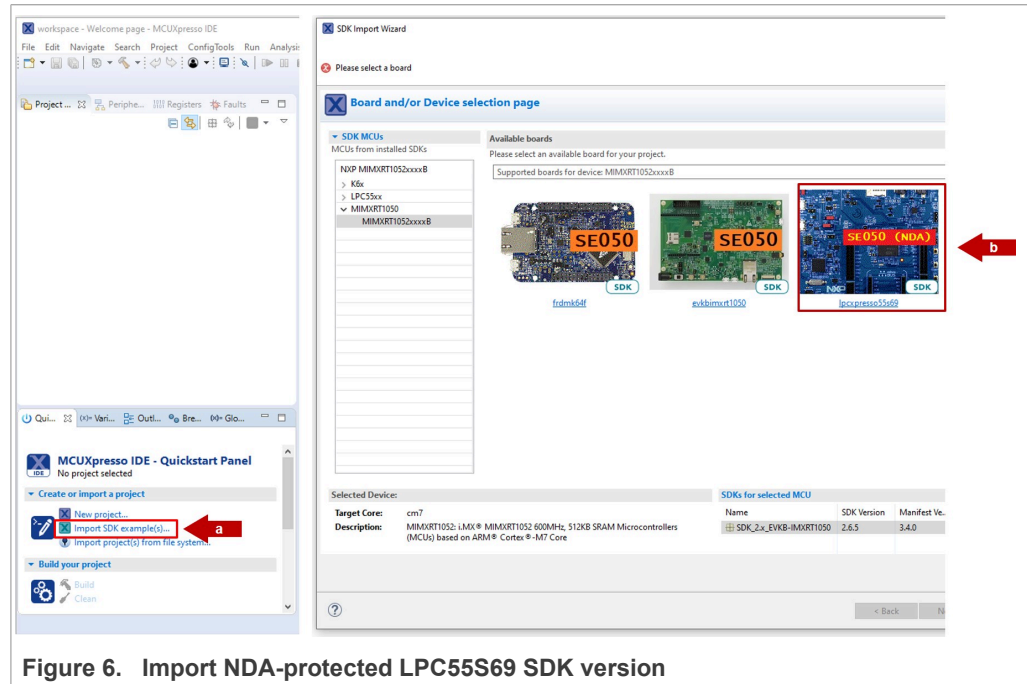 workspace - Welcome page - MCUXpresso IDE
File Edit Navigate Search Project ConfigTools Run Analysis
Project ... Periphe... Registers Faults
Qui... (x)= Vari... Outl... Bre... Glo...
IDE
MCUXpresso IDE - Quickstart Panel
No project selected
Create or import a project
New project...
Import SDK example(s)...
a
Import project(s) from file system...
Build your project
Build
Clean
SDK Import Wizard
Please select a board
Board and/or Device selection page
SDK MCUs
MCUs from installed SDKs
NXP MIMXRT1052xxxxB
K6x
LPC55xx
MIMXRT1050
MIMXRT1052xxxxB
Available boards
Please select an available board for your project.
Supported boards for device: MIMXRT1052xxxxB
SE050
SDK
frdmk64f
SE050
SDK
evkbimxrt1050
SE050 (NDA)
NXP
SDK
lpcxpresso55s69
b
Selected Device:
Target Core: cm7
Description: MIMXRT1052: i.MX® MIMXRT1052 600MHz, 512KB SRAM Microcontrollers
(MCUs) based on ARM® Cortex®-M7 Core
SDKs for selected MCU
Name SDK Version Manifest Ve..
SDK_2.x_EVKB-IMXRT1050 2.6.5 3.4.0
?
< Back N
Figure 6. Import NDA-protected LPC55S69 SDK version